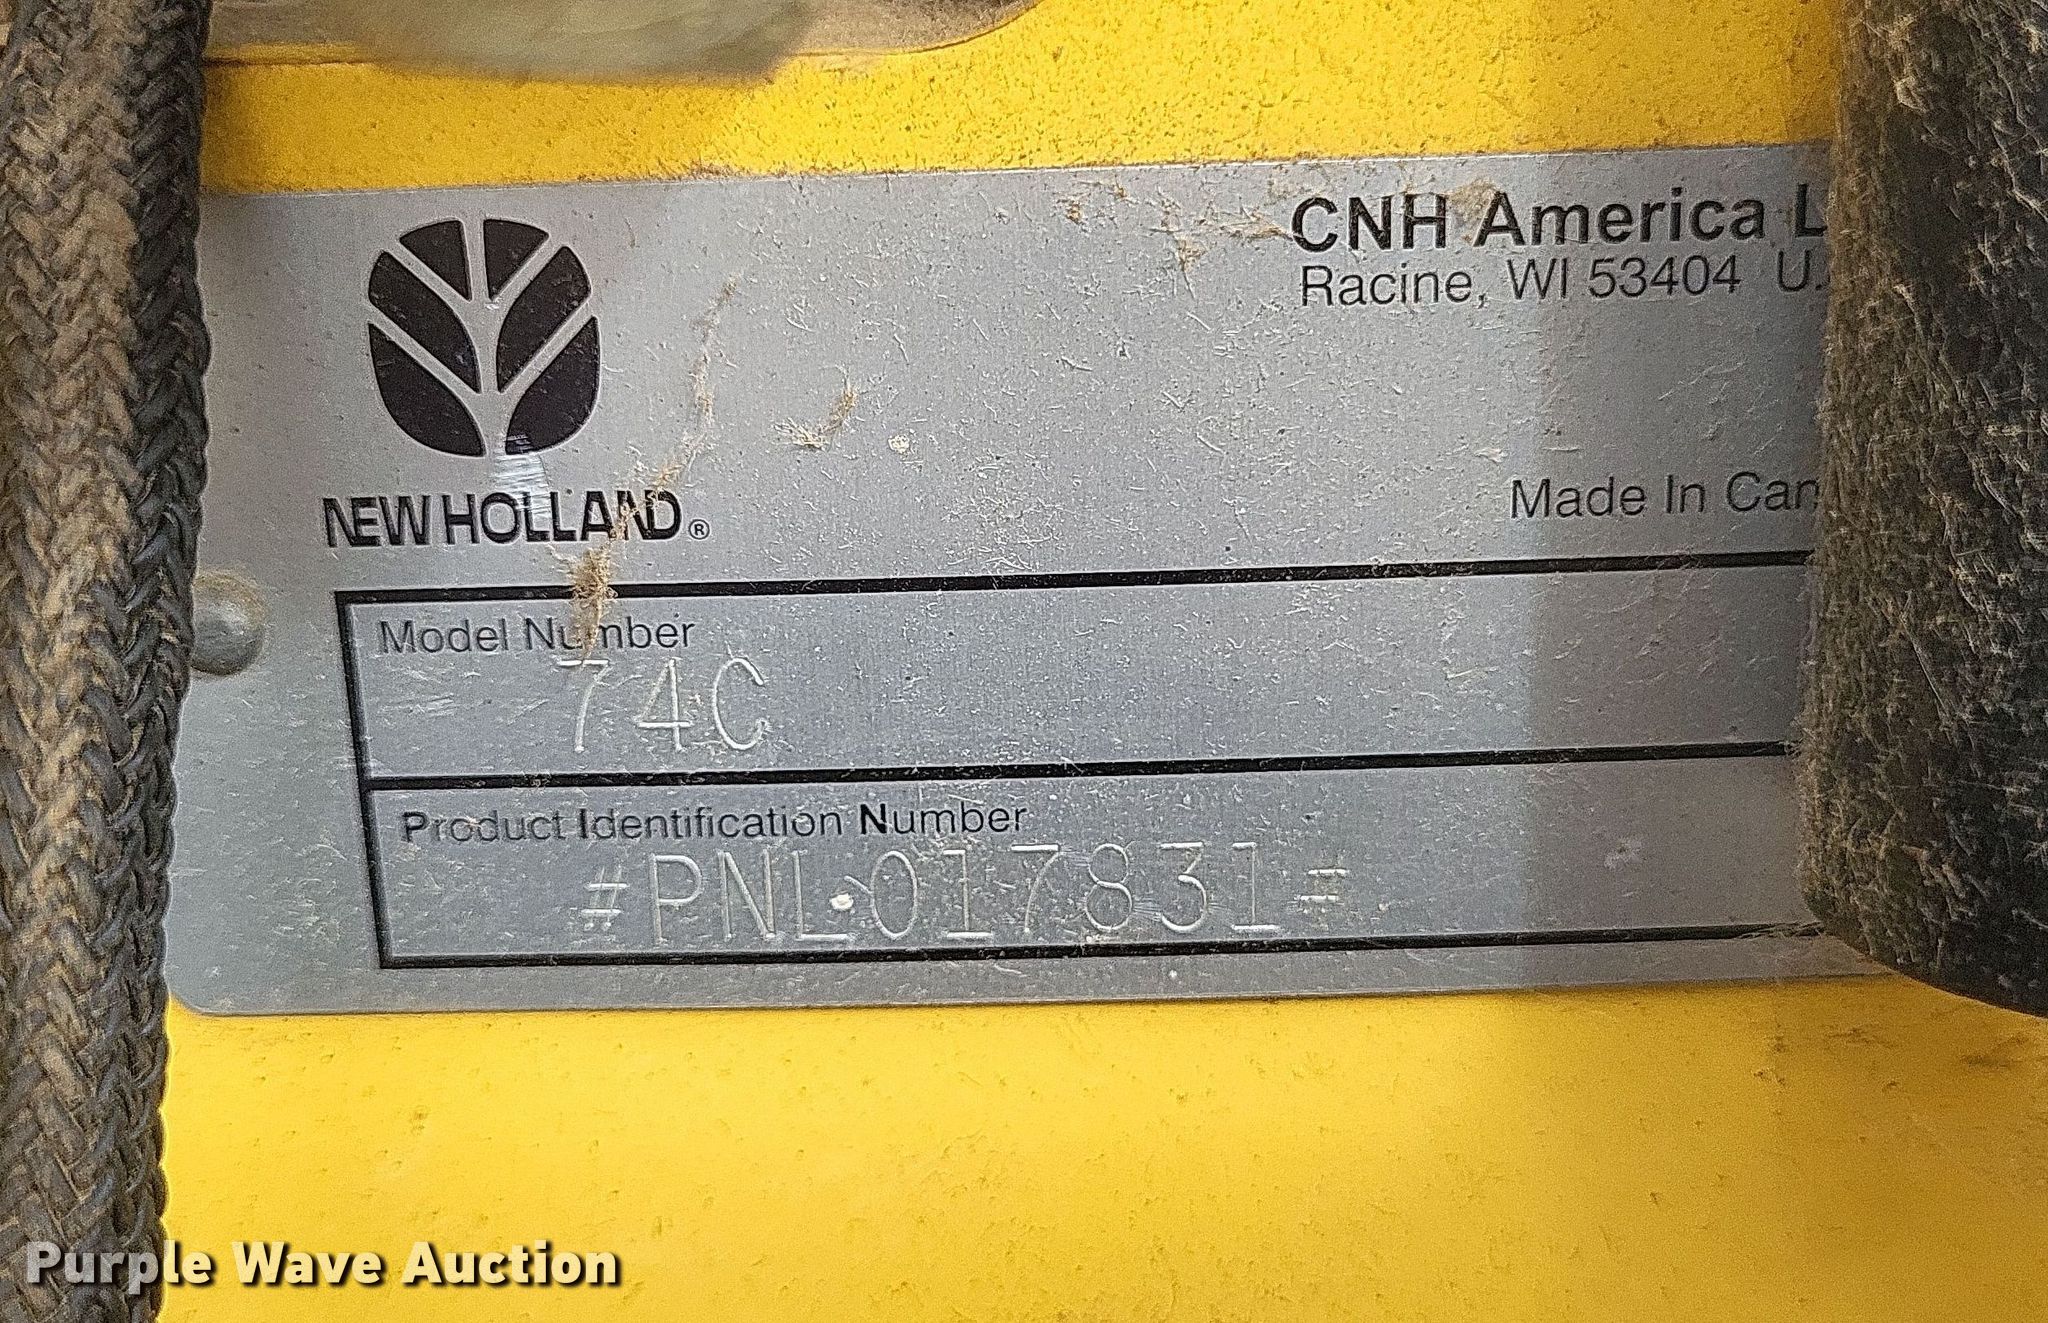 CNH America L
Racine, WI 53404 U.
NEW HOLLAND®
Made In Can
Model Number
74C
Product Identification Number
#PNL017831#
Purple Wave Auction